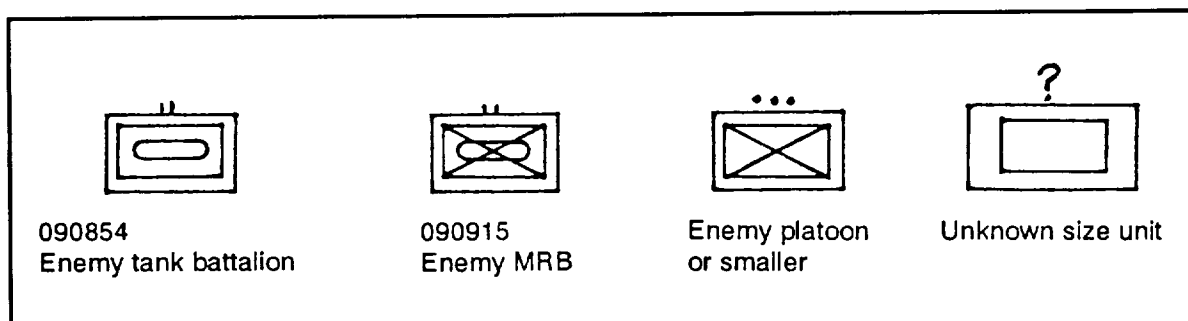 ?
090854
Enemy tank battalion
090915
Enemy MRB
Enemy platoon
or smaller
Unknown size unit